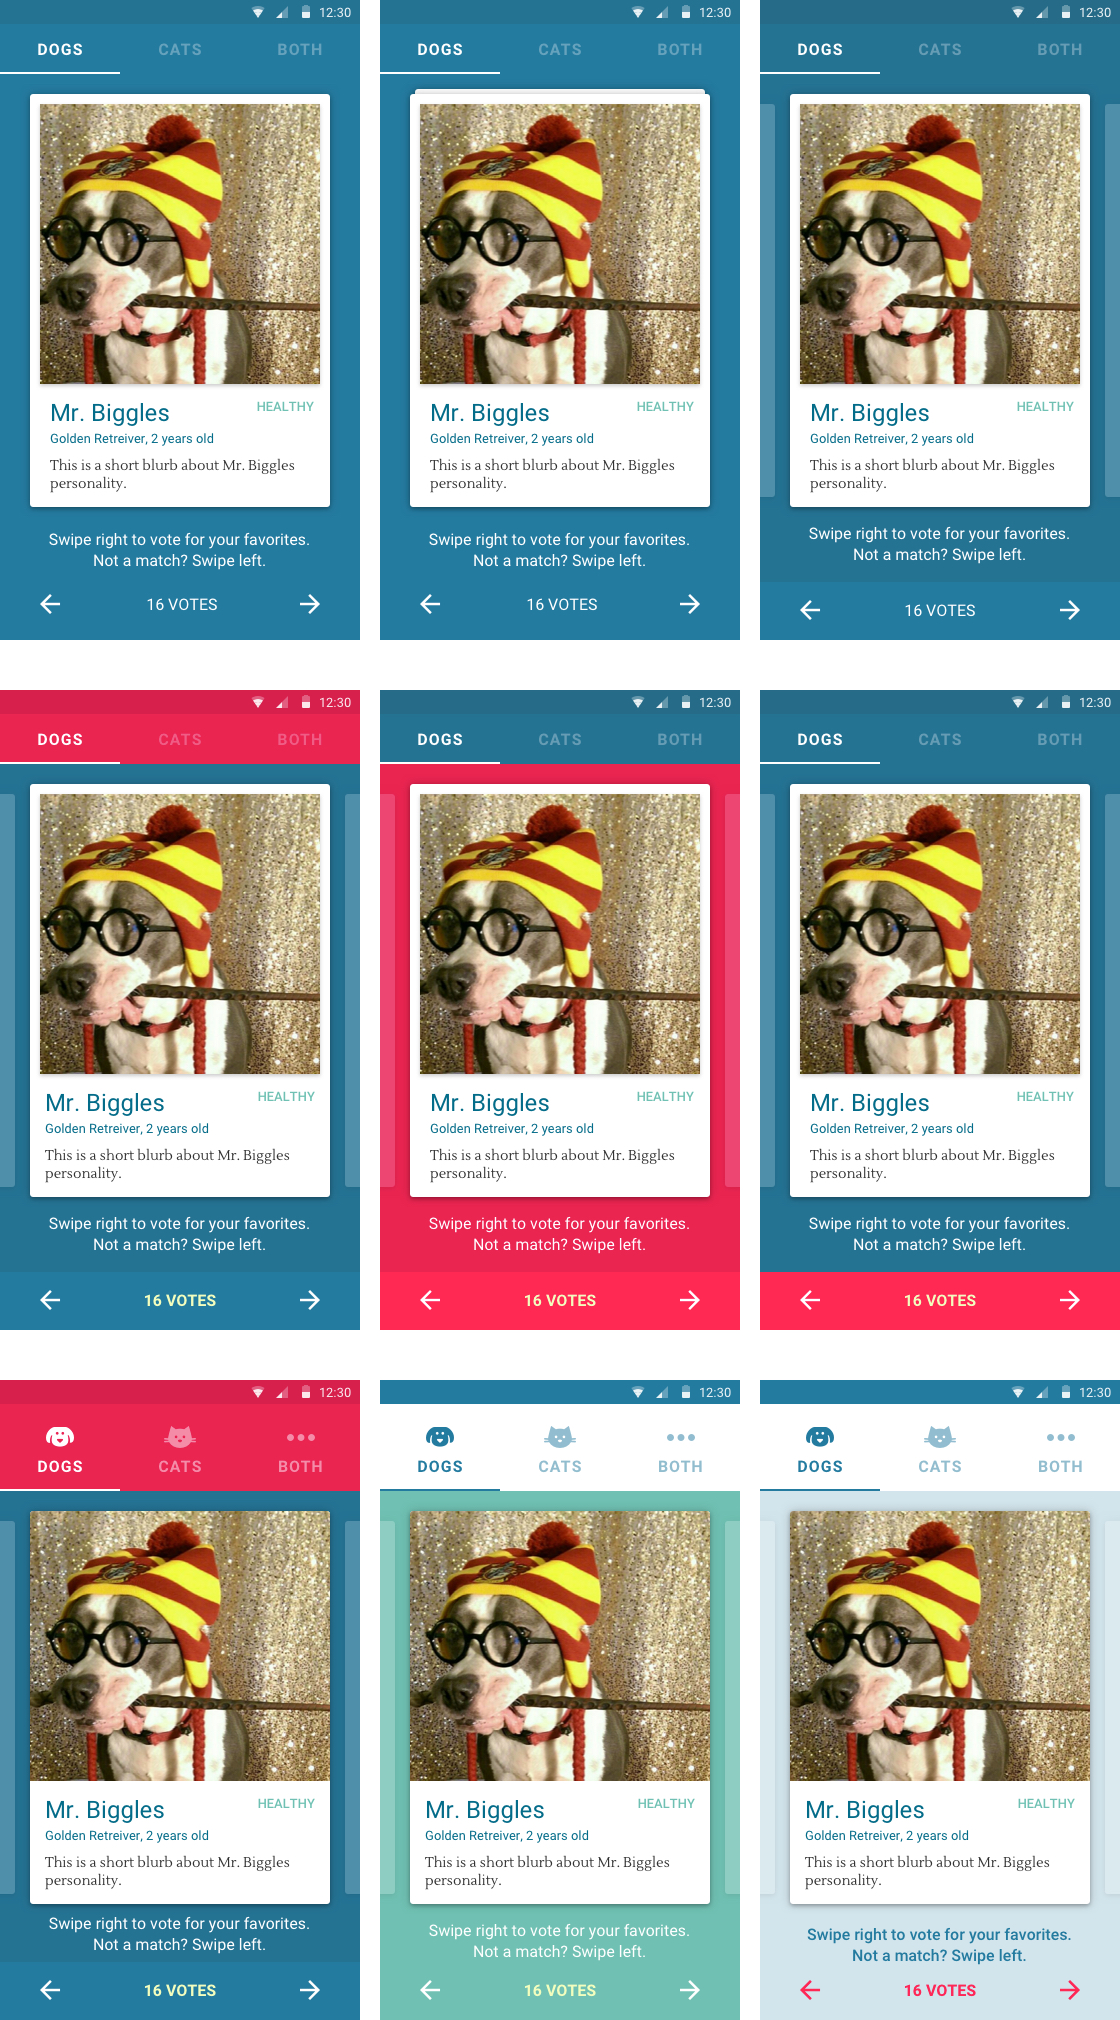 12:30
DOGS CATS BOTH
Mr. Biggles HEALTHY
Golden Retreiver, 2 years old
This is a short blurb about Mr. Biggles
personality.
Swipe right to vote for your favorites.
Not a match? Swipe left.
16 VOTES
12:30
DOGS CATS BOTH
Mr. Biggles HEALTHY
Golden Retreiver, 2 years old
This is a short blurb about Mr. Biggles
personality.
Swipe right to vote for your favorites.
Not a match? Swipe left.
16 VOTES
12:30
DOGS CATS BOTH
Mr. Biggles HEALTHY
Golden Retreiver, 2 years old
This is a short blurb about Mr. Biggles
personality.
Swipe right to vote for your favorites.
Not a match? Swipe left.
16 VOTES
12:30
DOGS CATS BOTH
Mr. Biggles HEALTHY
Golden Retreiver, 2 years old
This is a short blurb about Mr. Biggles
personality.
Swipe right to vote for your favorites.
Not a match? Swipe left.
16 VOTES
12:30
DOGS CATS BOTH
Mr. Biggles HEALTHY
Golden Retreiver, 2 years old
This is a short blurb about Mr. Biggles
personality.
Swipe right to vote for your favorites.
Not a match? Swipe left.
16 VOTES
12:30
DOGS CATS BOTH
Mr. Biggles HEALTHY
Golden Retreiver, 2 years old
This is a short blurb about Mr. Biggles
personality.
Swipe right to vote for your favorites.
Not a match? Swipe left.
16 VOTES
12:30
DOGS CATS BOTH
Mr. Biggles HEALTHY
Golden Retreiver, 2 years old
This is a short blurb about Mr. Biggles
personality.
Swipe right to vote for your favorites.
Not a match? Swipe left.
16 VOTES
12:30
DOGS CATS BOTH
Mr. Biggles HEALTHY
Golden Retreiver, 2 years old
This is a short blurb about Mr. Biggles
personality.
Swipe right to vote for your favorites.
Not a match? Swipe left.
16 VOTES
12:30
DOGS CATS BOTH
Mr. Biggles HEALTHY
Golden Retreiver, 2 years old
This is a short blurb about Mr. Biggles
personality.
Swipe right to vote for your favorites.
Not a match? Swipe left.
16 VOTES